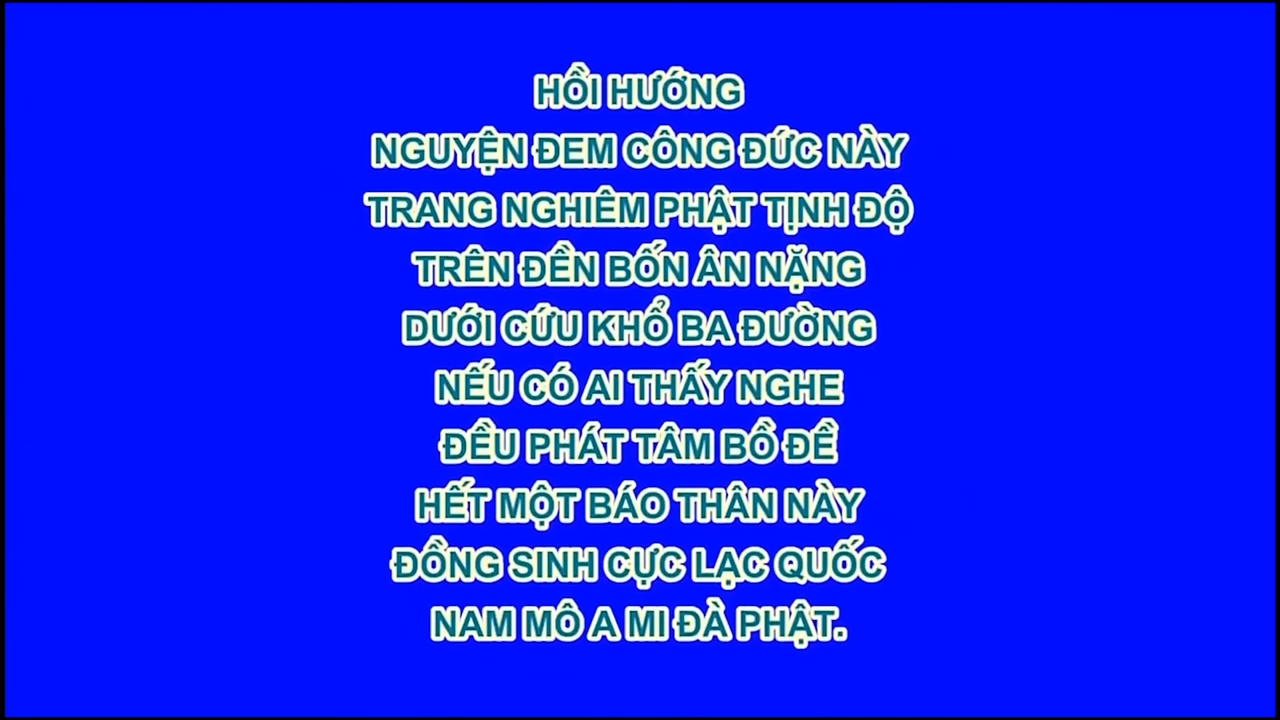 HỒI HƯỚNG
NGUYỆN ĐEM CÔNG ĐỨC NÀY
TRANG NGHIÊM PHẬT TỊNH ĐỘ
TRÊN ĐỀN BỐN ÂN NẶNG
DƯỚI CỨU KHỔ BA ĐƯỜNG
NẾU CÓ AI THẤY NGHE
ĐỀU PHÁT TÂM BỒ ĐỀ
HẾT MỘT BÁO THÂN NÀY
ĐỒNG SINH CỰC LẠC QUỐC
NAM MÔ A MI ĐÀ PHẬT.